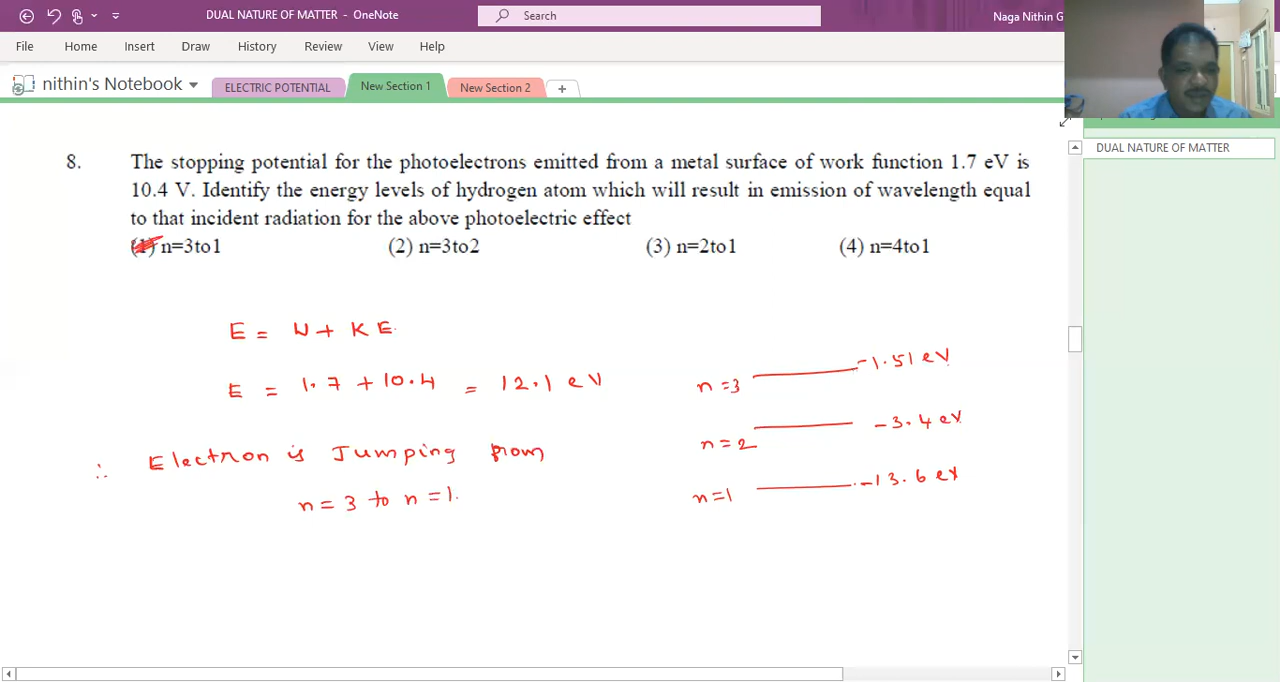 DUAL NATURE OF MATTER - OneNote
Search
Naga Nithin G
File Home Insert Draw History Review View Help
nithin's Notebook ELECTRIC POTENTIAL New Section 1 New Section 2
DUAL NATURE OF MATTER
8. The stopping potential for the photoelectrons emitted from a metal surface of work function 1.7 eV is
10.4 V. Identify the energy levels of hydrogen atom which will result in emission of wavelength equal
to that incident radiation for the above photoelectric effect
(1) n=3to1 (2) n=3to2 (3) n=2to1 (4) n=4to1
E = W + KE
E = 1.7 + 10.4 = 12.1 eV
∴ Electron is Jumping from
n = 3 to n = 1.
n=3 -1.51 eV
n=2 -3.4 eV
n=1 -13.6 eV